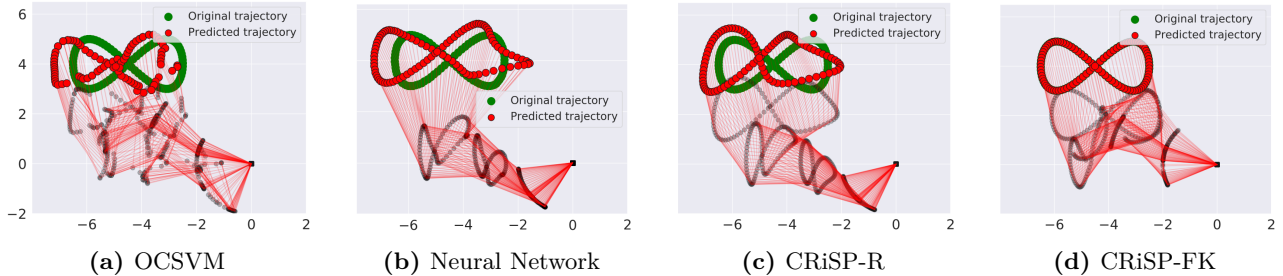 6
4
2
0
−2
−6 −4 −2 0 2
Original trajectory
Predicted trajectory
(a) OCSVM
−6 −4 −2 0 2
Original trajectory
Predicted trajectory
(b) Neural Network
−6 −4 −2 0 2
Original trajectory
Predicted trajectory
(c) CRiSP-R
−6 −4 −2 0 2
Original trajectory
Predicted trajectory
(d) CRiSP-FK